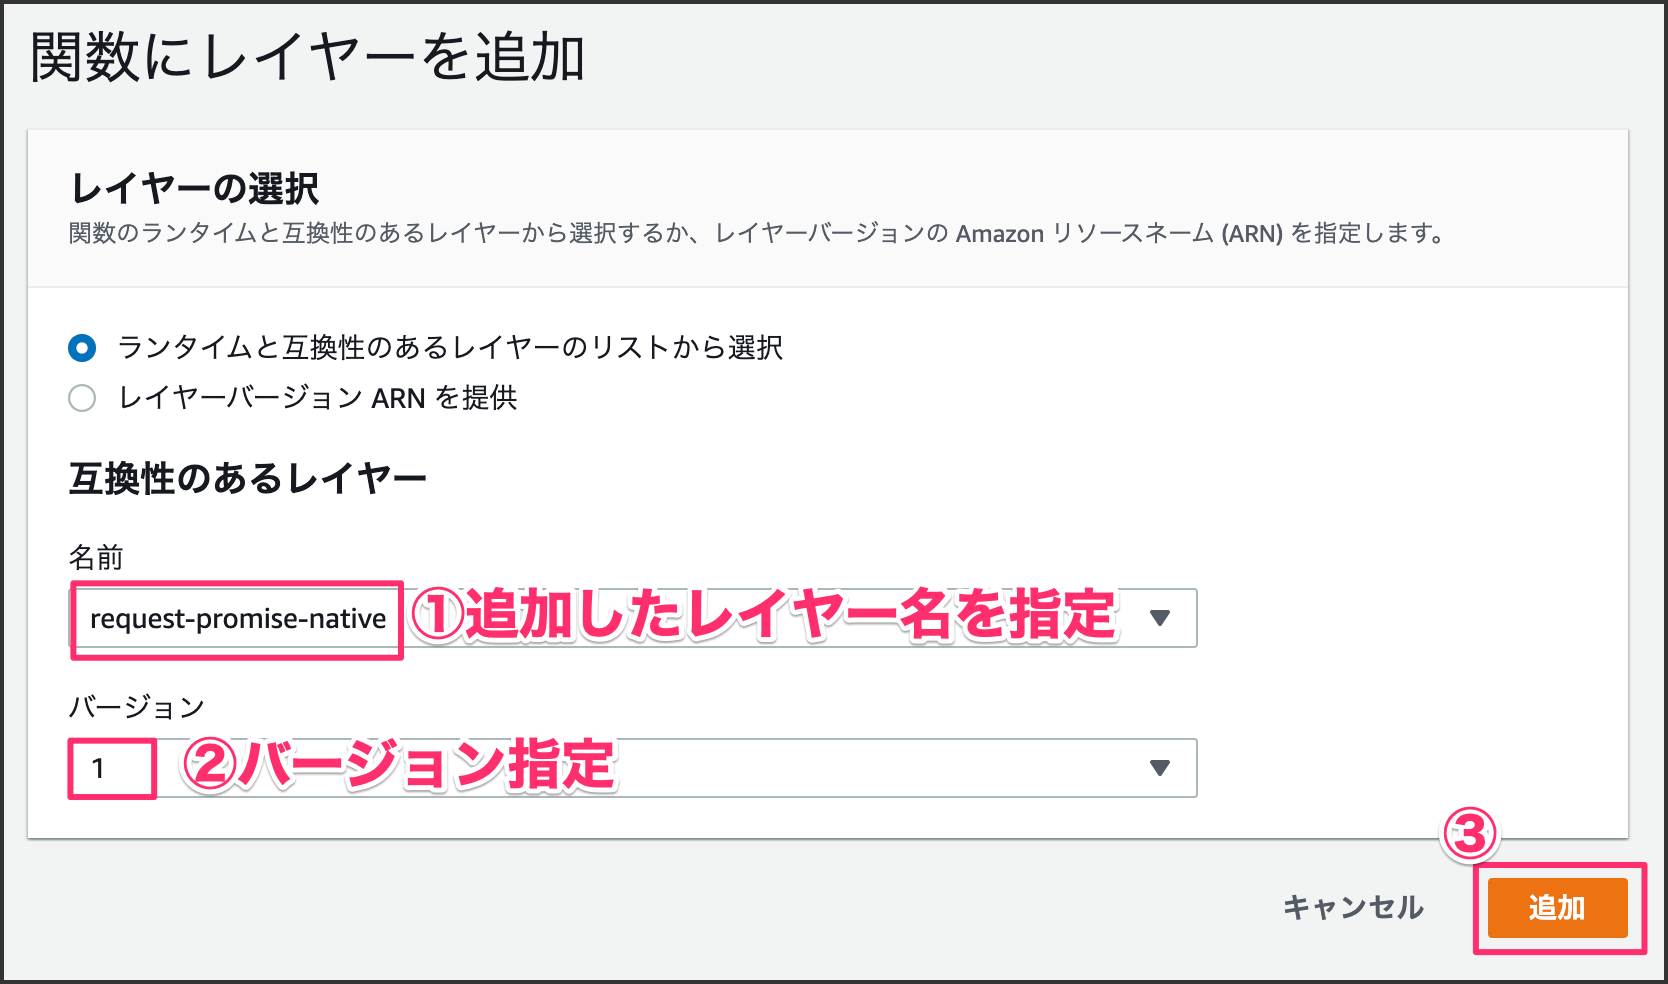 関数にレイヤーを追加
レイヤーの選択
関数のランタイムと互換性のあるレイヤーから選択するか、レイヤーバージョンの Amazon リソースネーム (ARN) を指定します。
ランタイムと互換性のあるレイヤーのリストから選択
レイヤーバージョン ARN を提供
互換性のあるレイヤー
名前
request-promise-native ①追加したレイヤー名を指定
バージョン
1 ②バージョン指定
③
キャンセル 追加